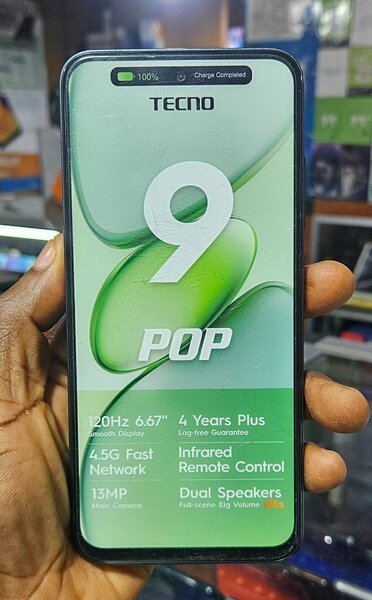 100% Charge Completed
TECNO
9
POP
120Hz 6.67" 4 Years Plus
Smooth Display Lag-free Guarantee
4.5G Fast Infrared
Network Remote Control
13MP Dual Speakers
Main Camera Full-scene Big Volume dts